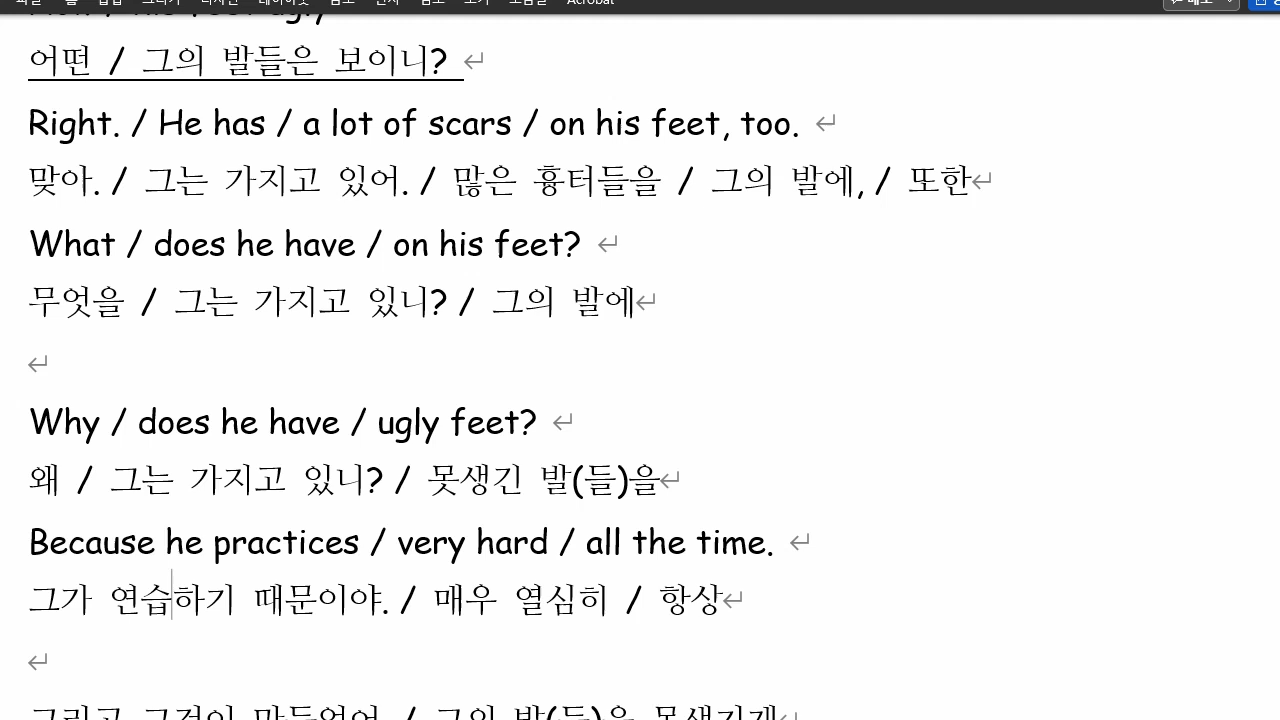 Acrobat
어떤 / 그의 발들은 보이니?
Right. / He has / a lot of scars / on his feet, too.
맞아. / 그는 가지고 있어. / 많은 흉터들을 / 그의 발에, / 또한
What / does he have / on his feet?
무엇을 / 그는 가지고 있니? / 그의 발에
Why / does he have / ugly feet?
왜 / 그는 가지고 있니? / 못생긴 발(들)을
Because he practices / very hard / all the time.
그가 연습하기 때문이야. / 매우 열심히 / 항상